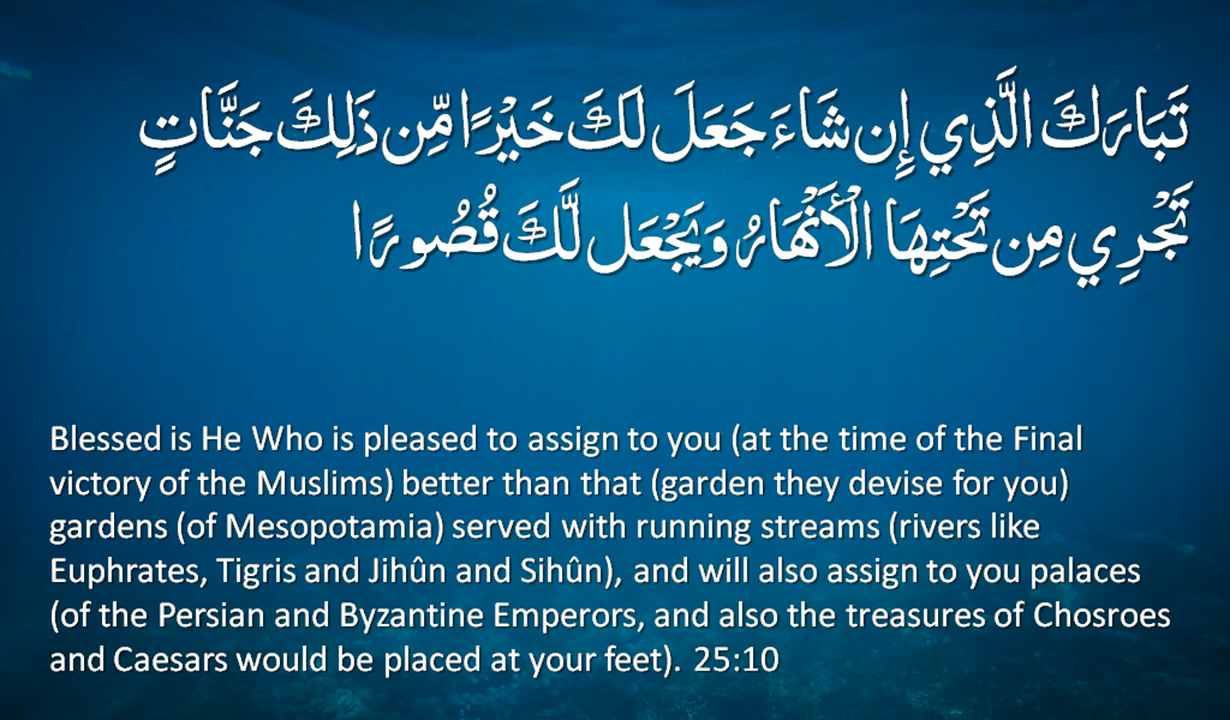 تَبَارَكَ الَّذِي إِن شَاءَ جَعَلَ لَكَ خَيْرًا مِّن ذَلِكَ جَنَّاتٍ
تَجْرِي مِن تَحْتِهَا الْأَنْهَارُ وَيَجْعَل لَّكَ قُصُورًا
Blessed is He Who is pleased to assign to you (at the time of the Final
victory of the Muslims) better than that (garden they devise for you)
gardens (of Mesopotamia) served with running streams (rivers like
Euphrates, Tigris and Jihûn and Sihûn), and will also assign to you palaces
(of the Persian and Byzantine Emperors, and also the treasures of Chosroes
and Caesars would be placed at your feet). 25:10